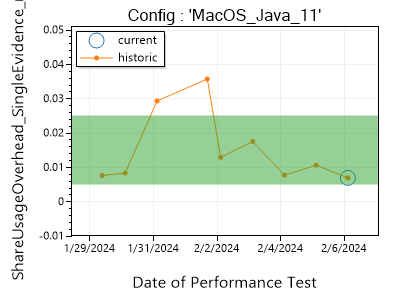 Config : 'MacOS_Java_11'
current
historic
0.05
0.04
0.03
0.02
0.01
0
-0.01
1/29/2024
1/31/2024
2/2/2024
2/4/2024
2/6/2024
Date of Performance Test
ShareUsageOverhead_SingleEvidence_